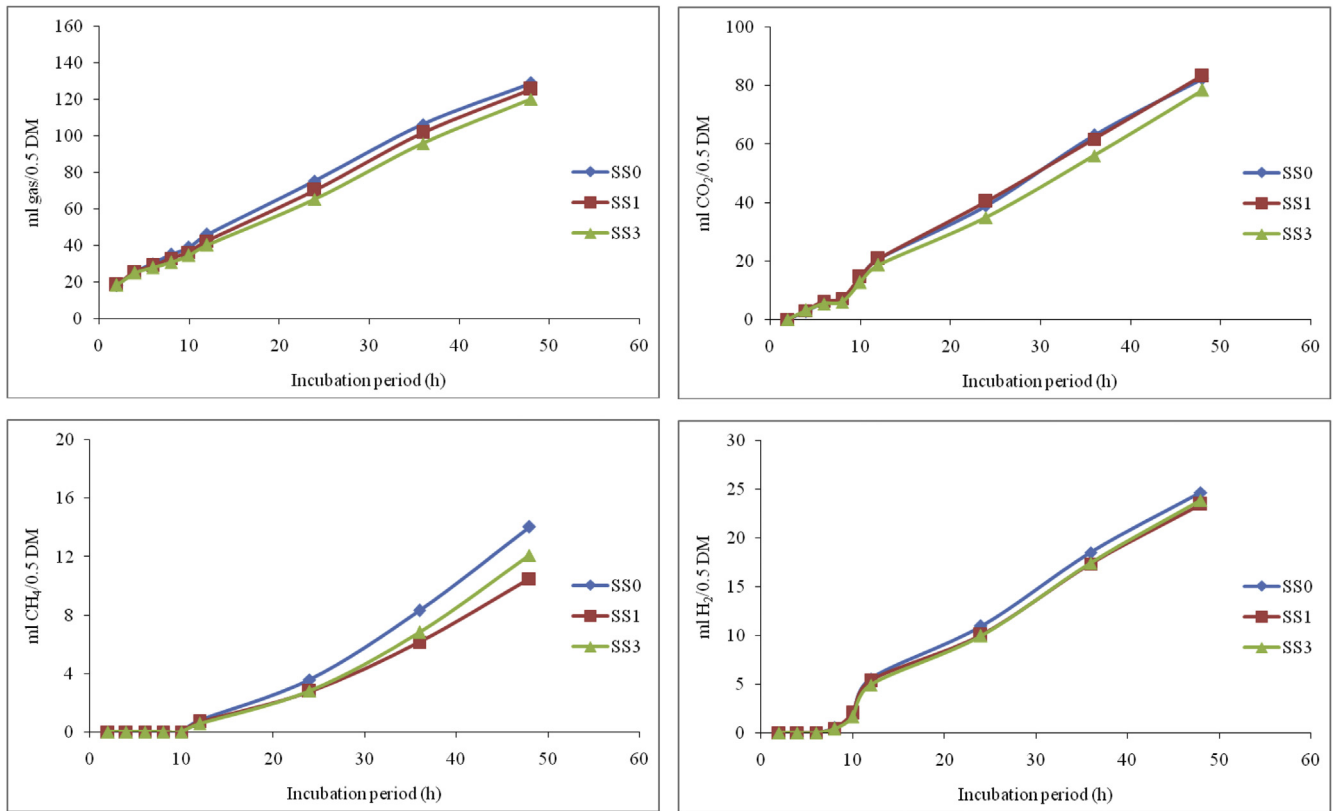 160
140
120
100
80
60
40
20
0
ml gas/0.5 DM
0 10 20 30 40 50 60
Incubation period (h)
SS0
SS1
SS3
100
80
60
40
20
0
ml CO₂/0.5 DM
0 10 20 30 40 50 60
Incubation period (h)
SS0
SS1
SS3
20
16
12
8
4
0
ml CH₄/0.5 DM
0 10 20 30 40 50 60
Incubation period (h)
SS0
SS1
SS3
30
25
20
15
10
5
0
ml H₂/0.5 DM
0 10 20 30 40 50 60
Incubation period (h)
SS0
SS1
SS3